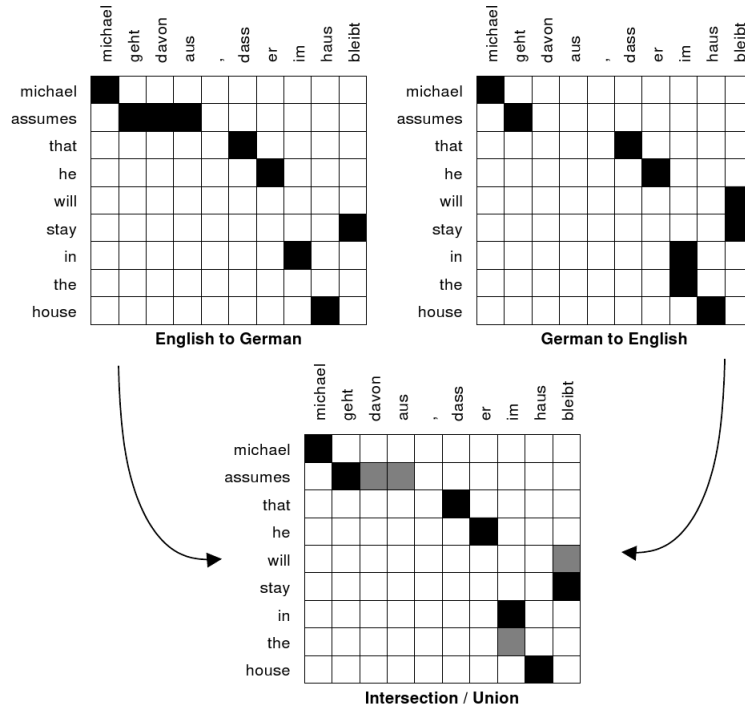 michael
geht
davon
aus
,
dass
er
im
haus
bleibt
michael
assumes
that
he
will
stay
in
the
house
English to German
michael
geht
davon
aus
,
dass
er
im
haus
bleibt
michael
assumes
that
he
will
stay
in
the
house
German to English
michael
geht
davon
aus
,
dass
er
im
haus
bleibt
michael
assumes
that
he
will
stay
in
the
house
Intersection / Union